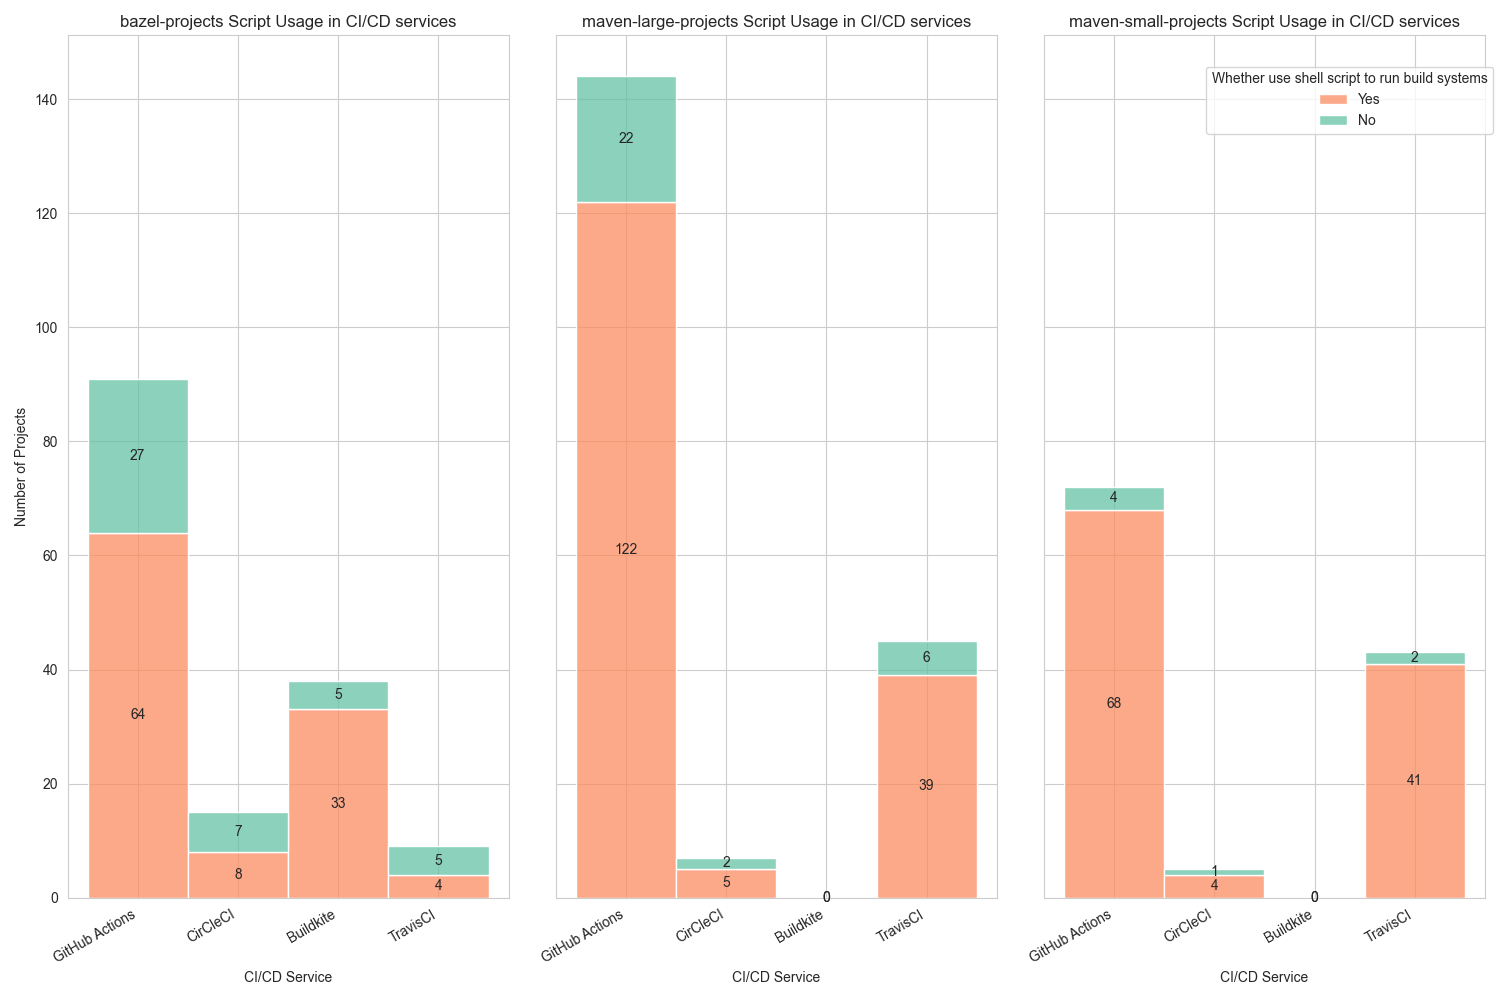 bazel-projects Script Usage in CI/CD services
maven-large-projects Script Usage in CI/CD services
maven-small-projects Script Usage in CI/CD services
Whether use shell script to run build systems
Yes
No
Number of Projects
140
120
100
80
60
40
20
0
27
64
7
8
5
33
5
4
22
122
2
5
0
6
39
4
68
1
4
0
2
41
GitHub Actions
CirCleCI
Buildkite
TravisCI
GitHub Actions
CirCleCI
Buildkite
TravisCI
GitHub Actions
CirCleCI
Buildkite
TravisCI
CI/CD Service
CI/CD Service
CI/CD Service